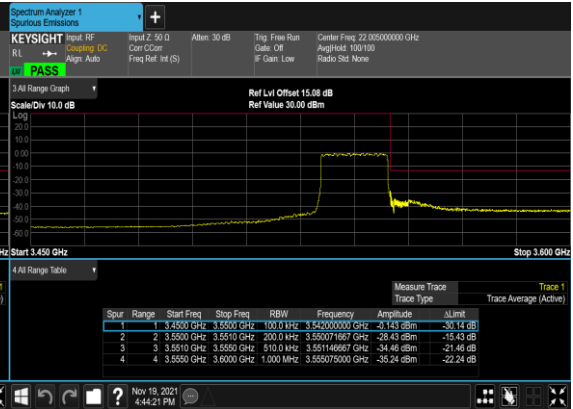 Spectrum Analyzer 1
Spurious Emissions
KEYSIGHT Input: RF Input Z: 50 Ω Atten: 30 dB Trig: Free Run Center Freq: 22.005000000 GHz
RL Coupling: DC Corr CCorr Gate: Off Avg|Hold: 100/100
Align: Auto Freq Ref: Int (S) IF Gain: Low Radio Std: None
PASS
3 All Range Graph
Ref Lvl Offset 15.08 dB
Scale/Div 10.0 dB Ref Value 30.00 dBm
Log
20.0
10.0
0.00
-10.0
-20.0
-30.0
-40.0
-50.0
-60.0
Hz Start 3.450 GHz Stop 3.600 GHz
4 All Range Table
Measure Trace Trace 1
Trace Type Trace Average (Active)
Spur Range Start Freq Stop Freq RBW Frequency Amplitude ΔLimit
1 1 3.4500 GHz 3.5500 GHz 100.0 kHz 3.542000000 GHz -0.143 dBm -30.14 dB
2 2 3.5500 GHz 3.5510 GHz 200.0 kHz 3.550071667 GHz -28.43 dBm -15.43 dB
3 3 3.5510 GHz 3.5550 GHz 510.0 kHz 3.551146667 GHz -34.46 dBm -21.46 dB
4 4 3.5550 GHz 3.6000 GHz 1.000 MHz 3.555075000 GHz -35.24 dBm -22.24 dB
Nov 19, 2021
4:44:21 PM